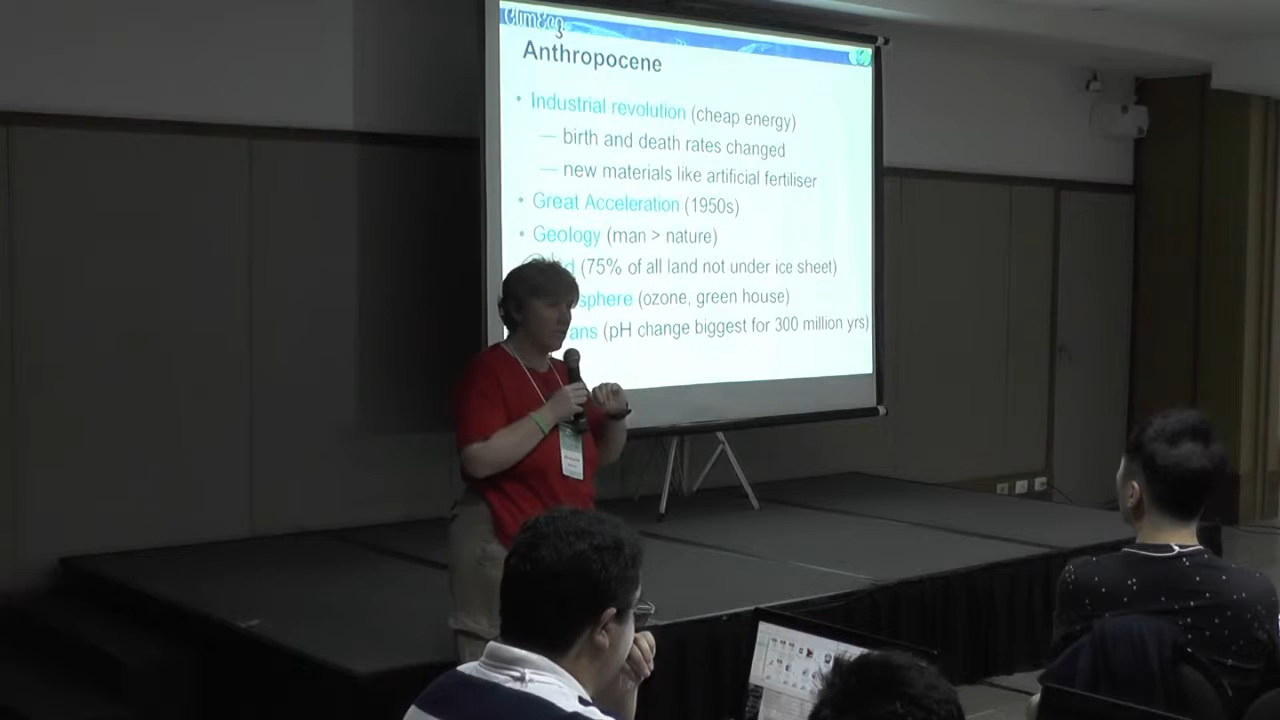 ClimEag
Anthropocene
• Industrial revolution (cheap energy)
— birth and death rates changed
— new materials like artificial fertiliser
• Great Acceleration (1950s)
• Geology (man > nature)
(75% of all land not under ice sheet)
sphere (ozone, green house)
ans (pH change biggest for 300 million yrs)